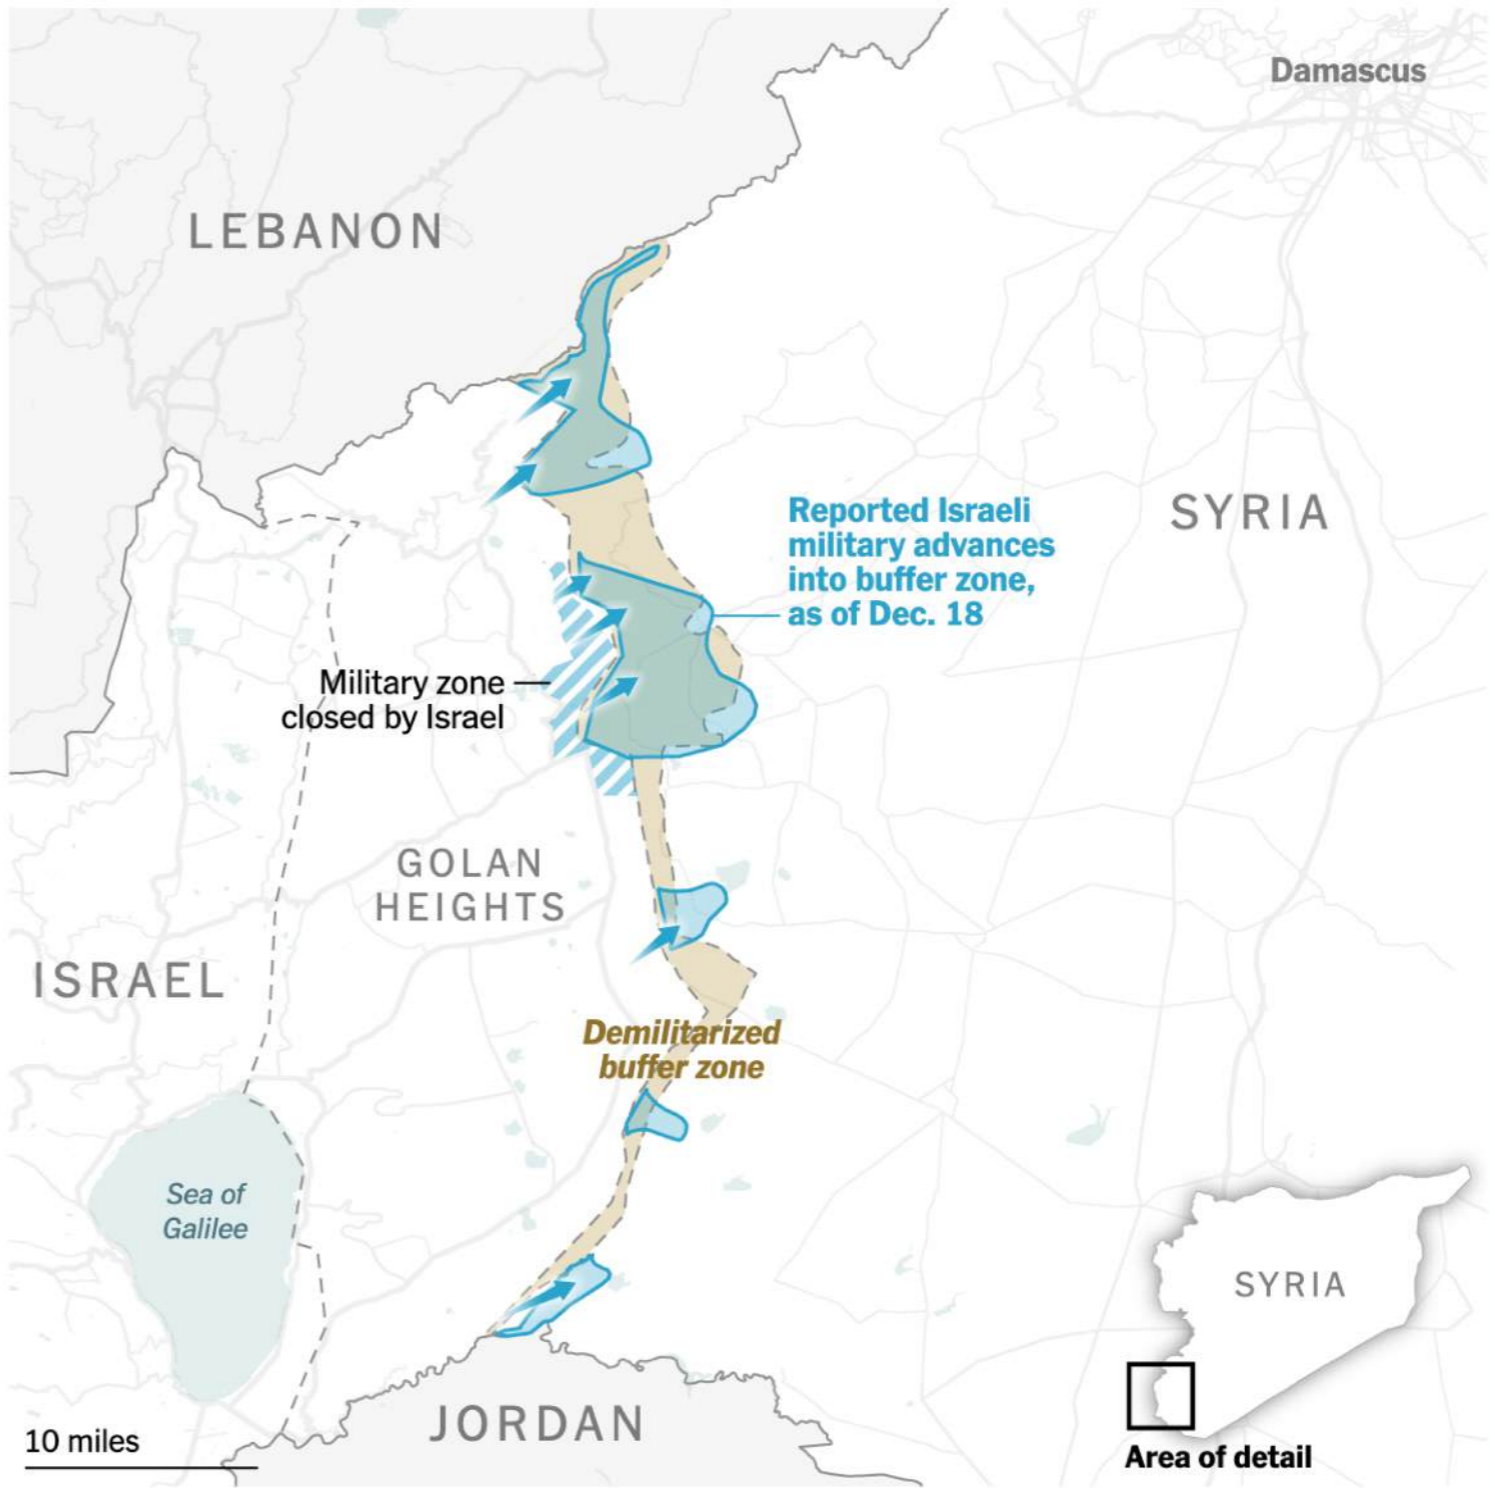 Damascus
LEBANON
SYRIA
Reported Israeli
military advances
into buffer zone,
as of Dec. 18
Military zone
closed by Israel
GOLAN
HEIGHTS
ISRAEL
Demilitarized
buffer zone
Sea of
Galilee
SYRIA
JORDAN
10 miles
Area of detail